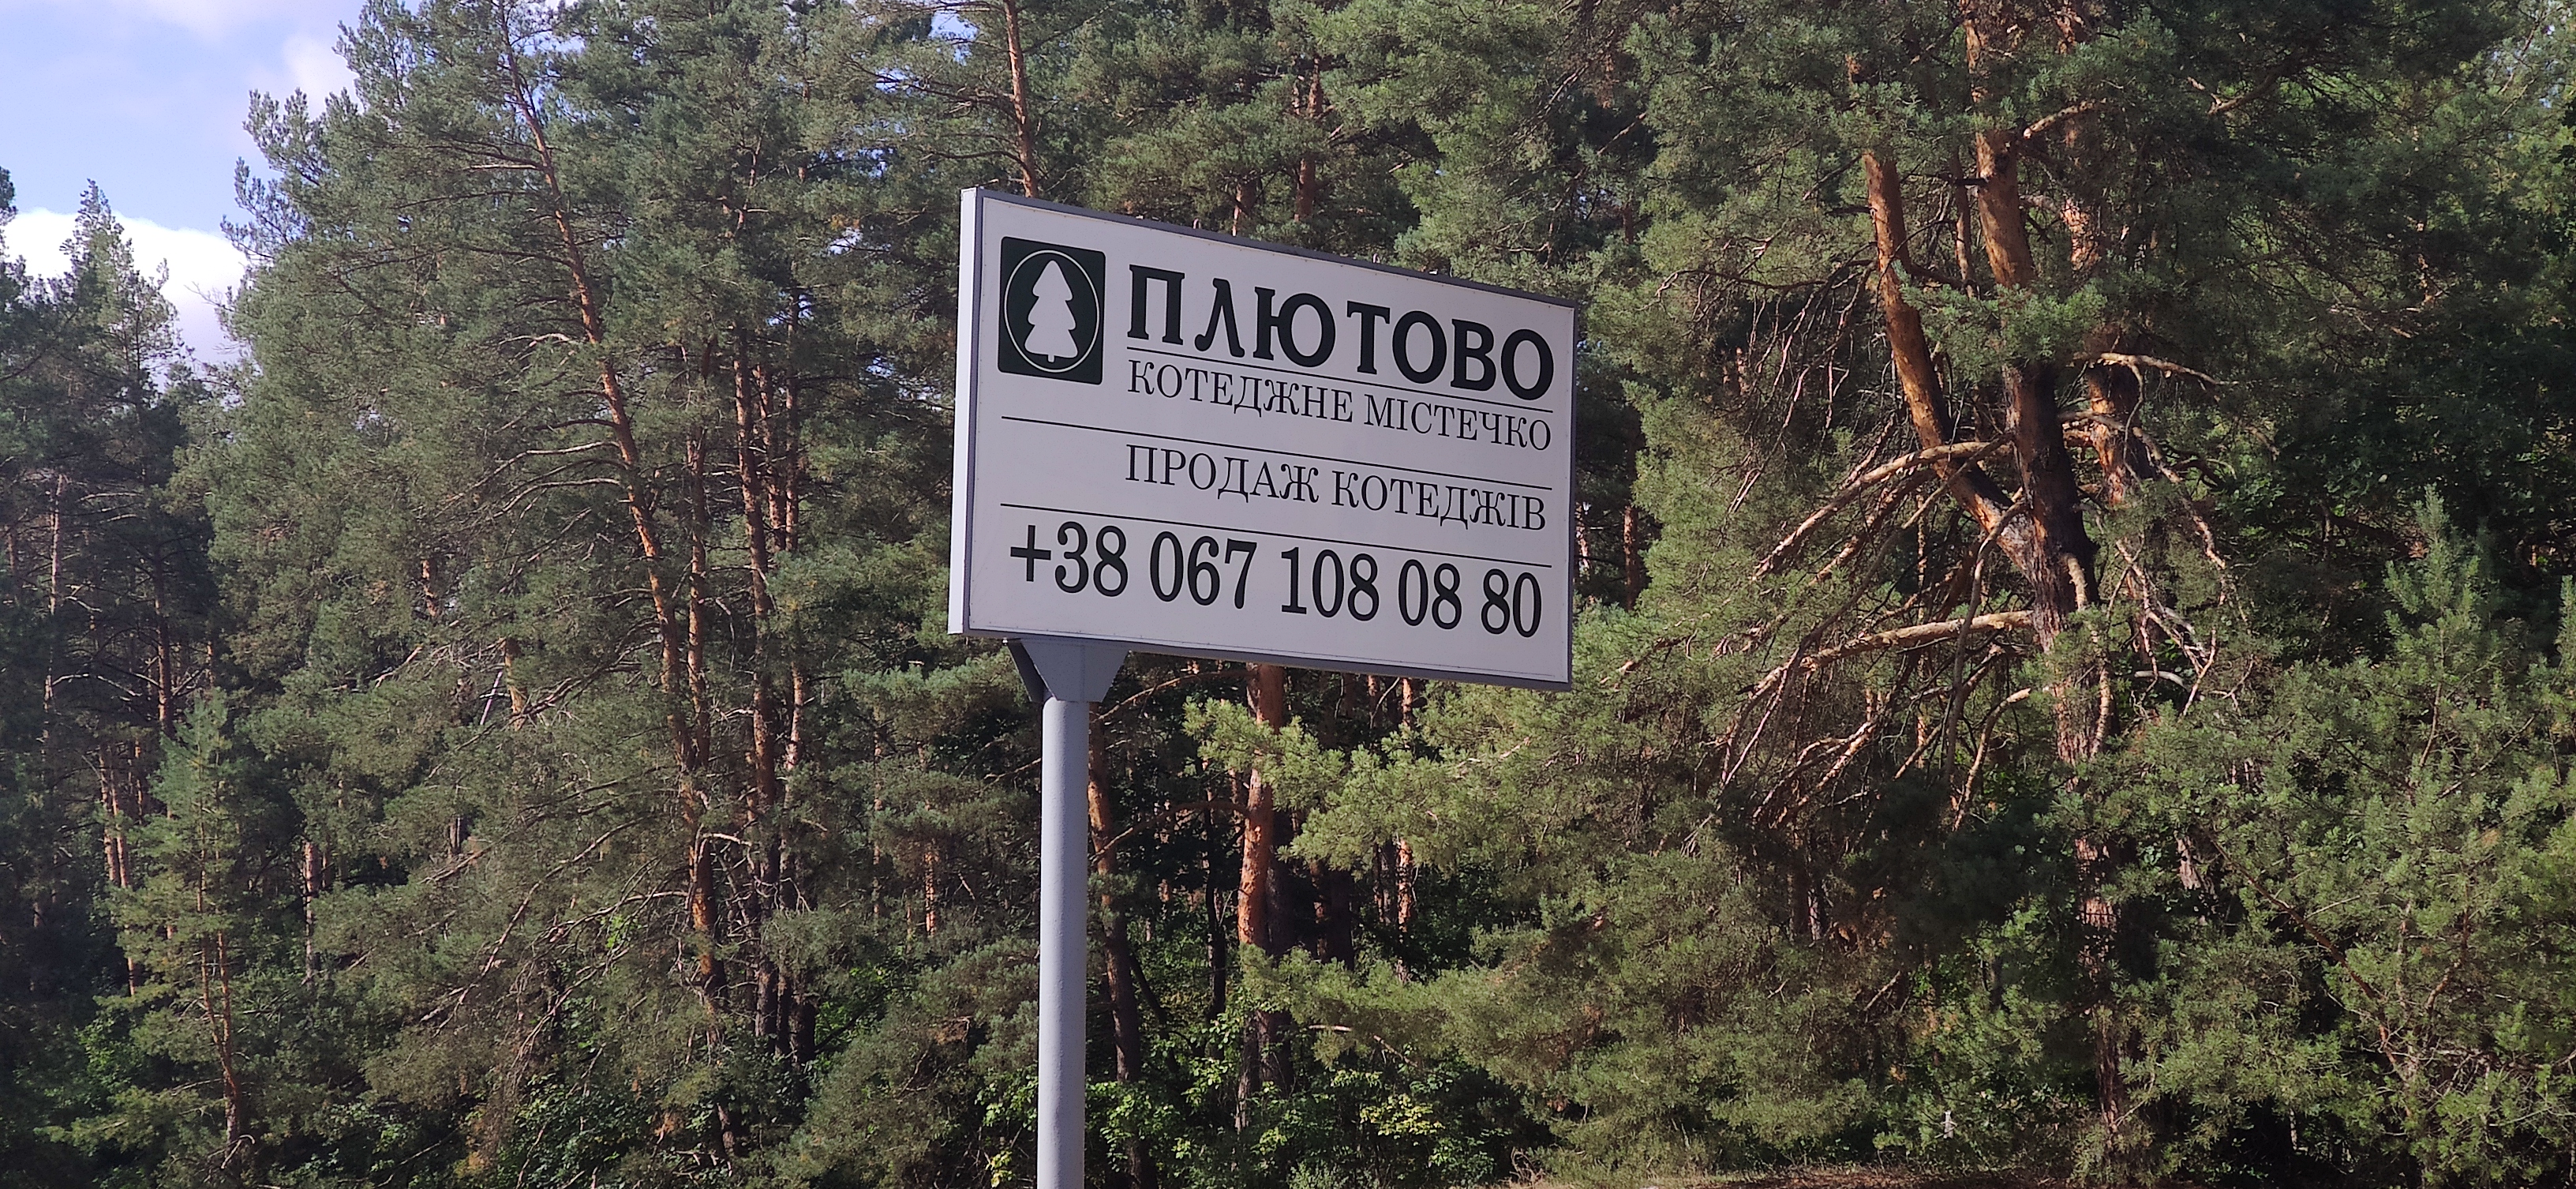 ПЛЮТОВО
КОТЕДЖНЕ МІСТЕЧКО
ПРОДАЖ КОТЕДЖІВ
+38 067 108 08 80